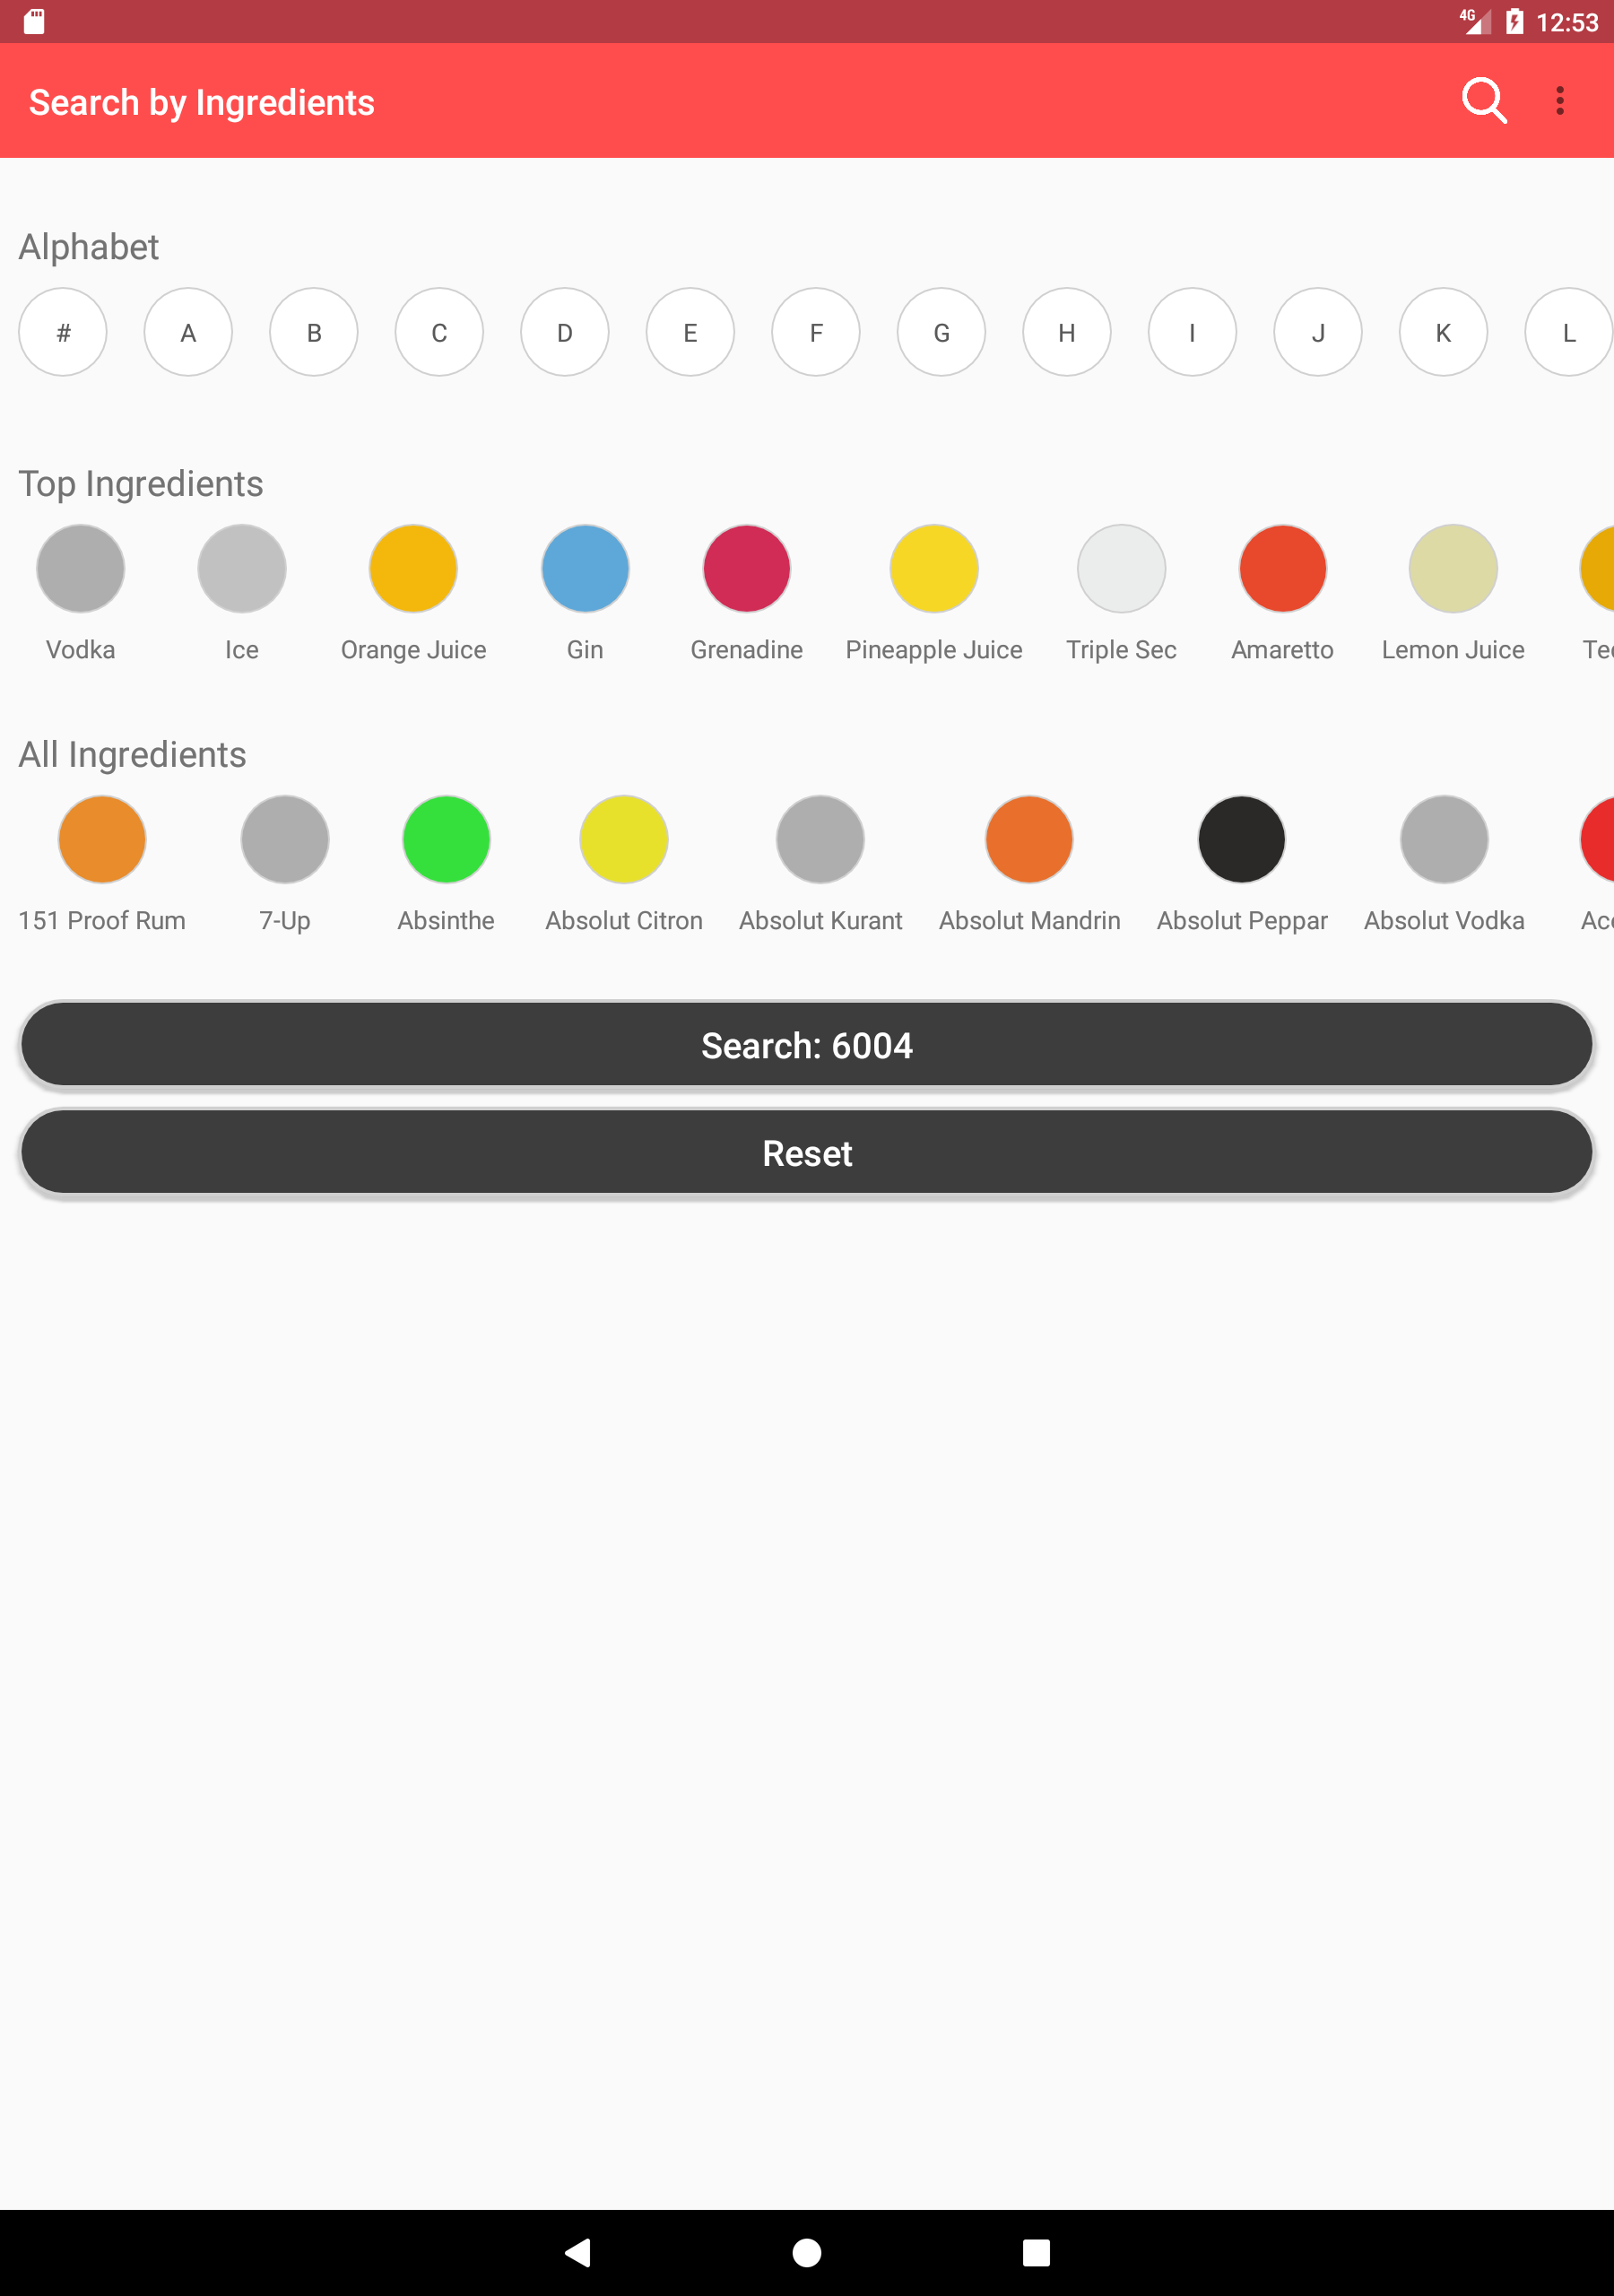 4G 12:53
Search by Ingredients
Alphabet
# A B C D E F G H I J K L
Top Ingredients
Vodka Ice Orange Juice Gin Grenadine Pineapple Juice Triple Sec Amaretto Lemon Juice
All Ingredients
151 Proof Rum 7-Up Absinthe Absolut Citron Absolut Kurant Absolut Mandrin Absolut Peppar Absolut Vodka
Search: 6004
Reset